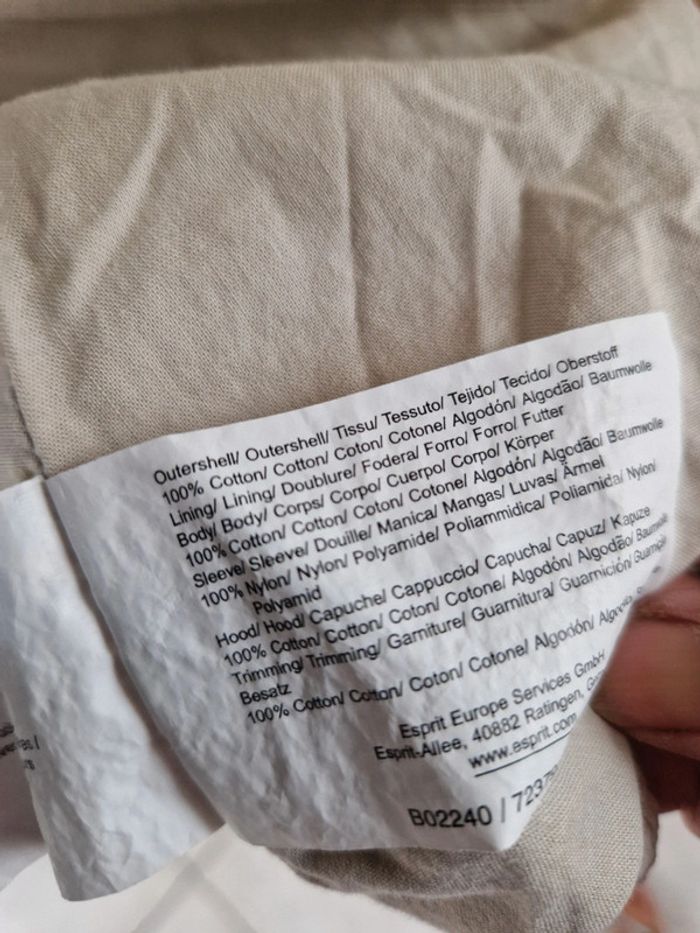 Outershell/ Outershell/ Tissu/ Tessuto/ Tejido/ Tecido/ Oberstoff
100% Cotton/ Cotton/ Coton/ Cotone/ Algodón/ Algodão/ Baumwolle
Lining/ Lining/ Doublure/ Fodera/ Forro/ Forro/ Futter
Body/ Body/ Corps/ Corpo/ Cuerpo/ Corpo/ Körper
100% Cotton/ Cotton/ Coton/ Cotone/ Algodón/ Algodão/ Baumwolle
Sleeve/ Sleeve/ Douille/ Manica/ Mangas/ Luvas/ Ärmel
100% Nylon/ Nylon/ Polyamide/ Poliammidica/ Poliamida/ Nylon/
Polyamid
Hood/ Hood/ Capuche/ Cappuccio/ Capucha/ Capuz/ Kapuze
100% Cotton/ Cotton/ Coton/ Cotone/ Algodón/ Algodão/
Trimming/ Trimming/ Garniture/ Guarnitura/ Guarnición/
Besatz
100% Cotton/ Cotton/ Coton/ Cotone/ Algodón/
Esprit Europe Services GmbH
Esprit-Allee, 40882 Ratingen,
www.esprit.com
B02240 /